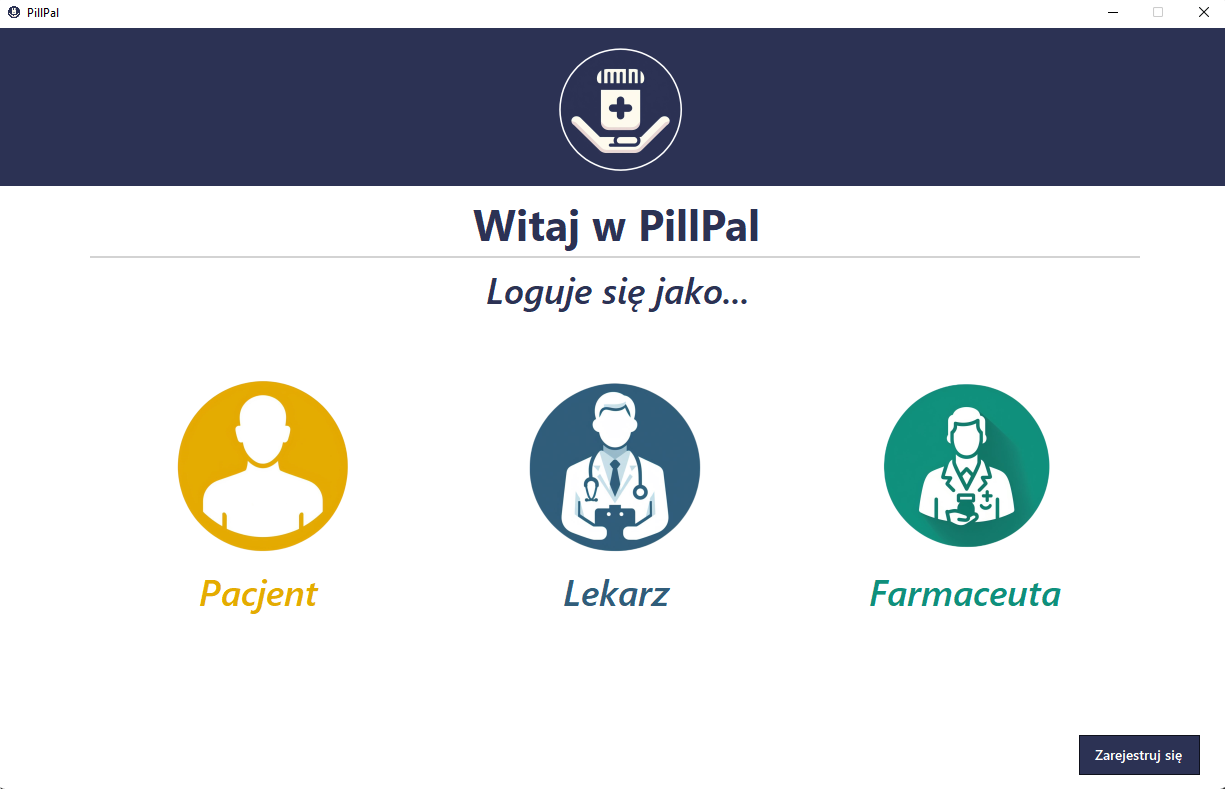 PillPal
Witaj w PillPal
Loguje się jako...
Pacjent
Lekarz
Farmaceuta
Zarejestruj się